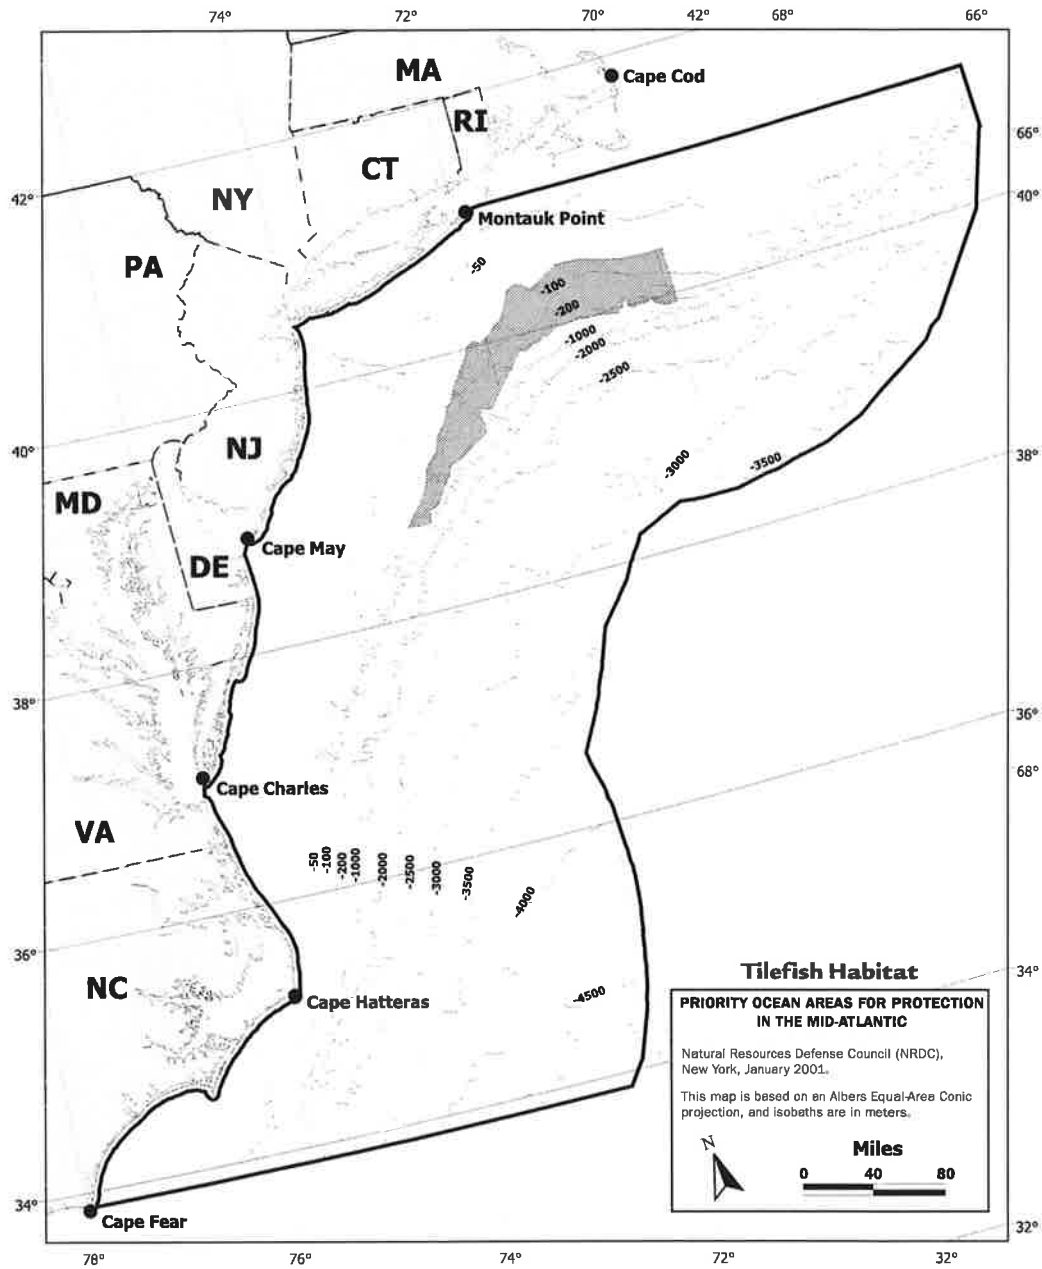 74° 72° 70° 42° 68° 66°
MA
Cape Cod
RI
66°
CT
42°
NY
40°
Montauk Point
PA
-50
-100
-200
-1000
-2000
-2500
NJ
40°
38°
-3000
-3500
MD
Cape May
DE
38°
36°
68°
Cape Charles
VA
-50
-100
-200
-1000
-2000
-2500
-3000
-3500
-4000
36°
34°
NC
Cape Hatteras
-4500
Tilefish Habitat
PRIORITY OCEAN AREAS FOR PROTECTION
IN THE MID-ATLANTIC
Natural Resources Defense Council (NRDC),
New York, January 2001.
This map is based on an Albers Equal-Area Conic
projection, and isobaths are in meters.
N
Miles
0 40 80
34°
Cape Fear
32°
78° 76° 74° 72° 32°